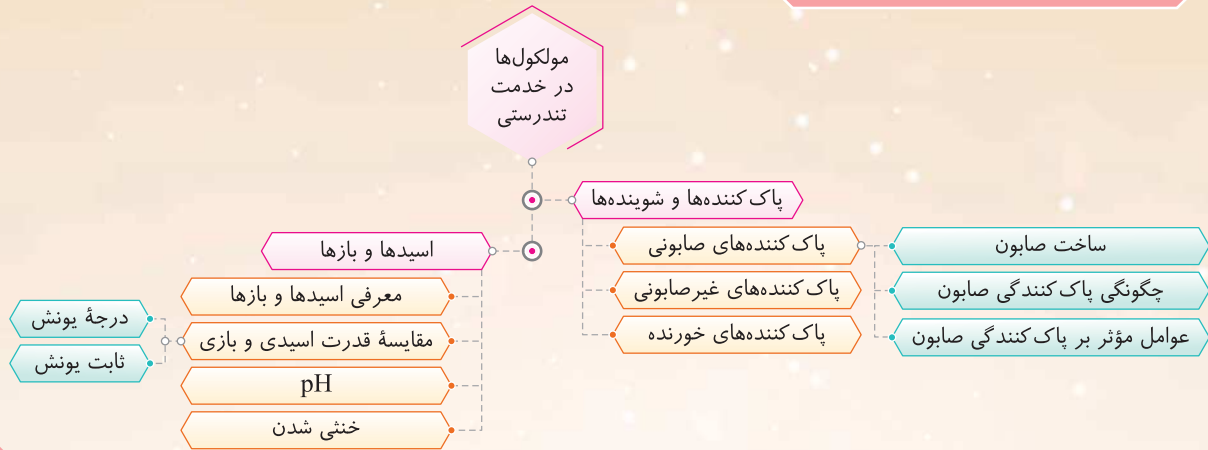 مولکول‌ها
در خدمت
تندرستی
پاک‌کننده‌ها و شوینده‌ها
پاک‌کننده‌های صابونی
ساخت صابون
چگونگی پاک‌کنندگی صابون
عوامل مؤثر بر پاک‌کنندگی صابون
پاک‌کننده‌های غیرصابونی
پاک‌کننده‌های خورنده
اسیدها و بازها
معرفی اسیدها و بازها
مقایسهٔ قدرت اسیدی و بازی
درجهٔ یونش
ثابت یونش
pH
خنثی شدن